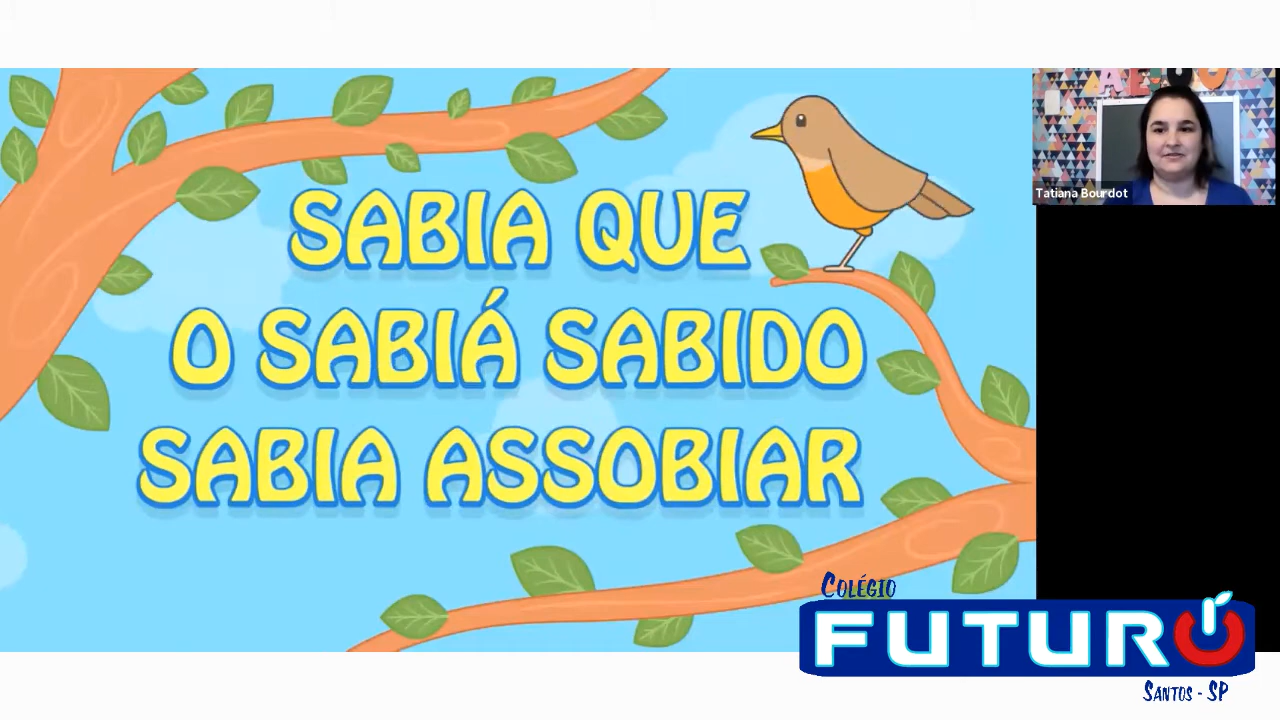 SABIA QUE
O SABIÁ SABIDO
SABIA ASSOBIAR
Tatiana Bourdot
COLÉGIO
FUTURO
SANTOS - SP